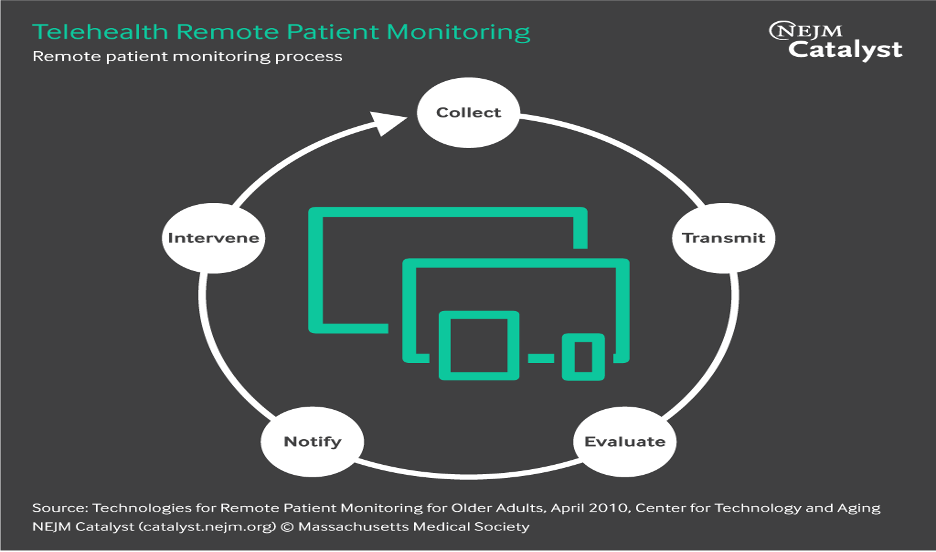 Telehealth Remote Patient Monitoring
Remote patient monitoring process
NEJM
Catalyst
Collect
Transmit
Evaluate
Notify
Intervene
Source: Technologies for Remote Patient Monitoring for Older Adults, April 2010, Center for Technology and Aging
NEJM Catalyst (catalyst.nejm.org) © Massachusetts Medical Society